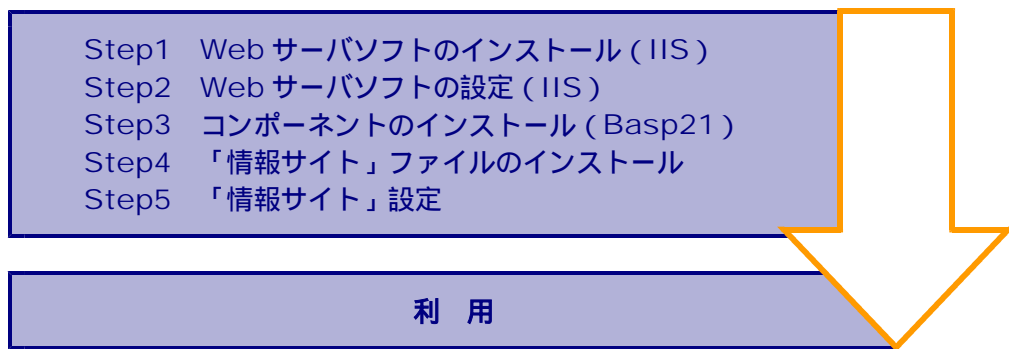 Step1 Web サーバソフトのインストール(IIS)
Step2 Web サーバソフトの設定(IIS)
Step3 コンポーネントのインストール(Basp21)
Step4 「情報サイト」ファイルのインストール
Step5 「情報サイト」設定
利 用